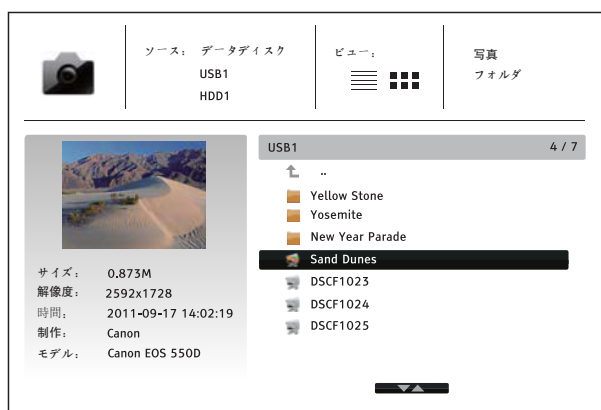 ソース： データディスク
USB1
HDD1
ビュー：
写真
フォルダ
USB1 4 / 7
..
Yellow Stone
Yosemite
New Year Parade
Sand Dunes
DSCF1023
DSCF1024
DSCF1025
サイズ： 0.873M
解像度： 2592x1728
時間： 2011-09-17 14:02:19
制作： Canon
モデル： Canon EOS 550D